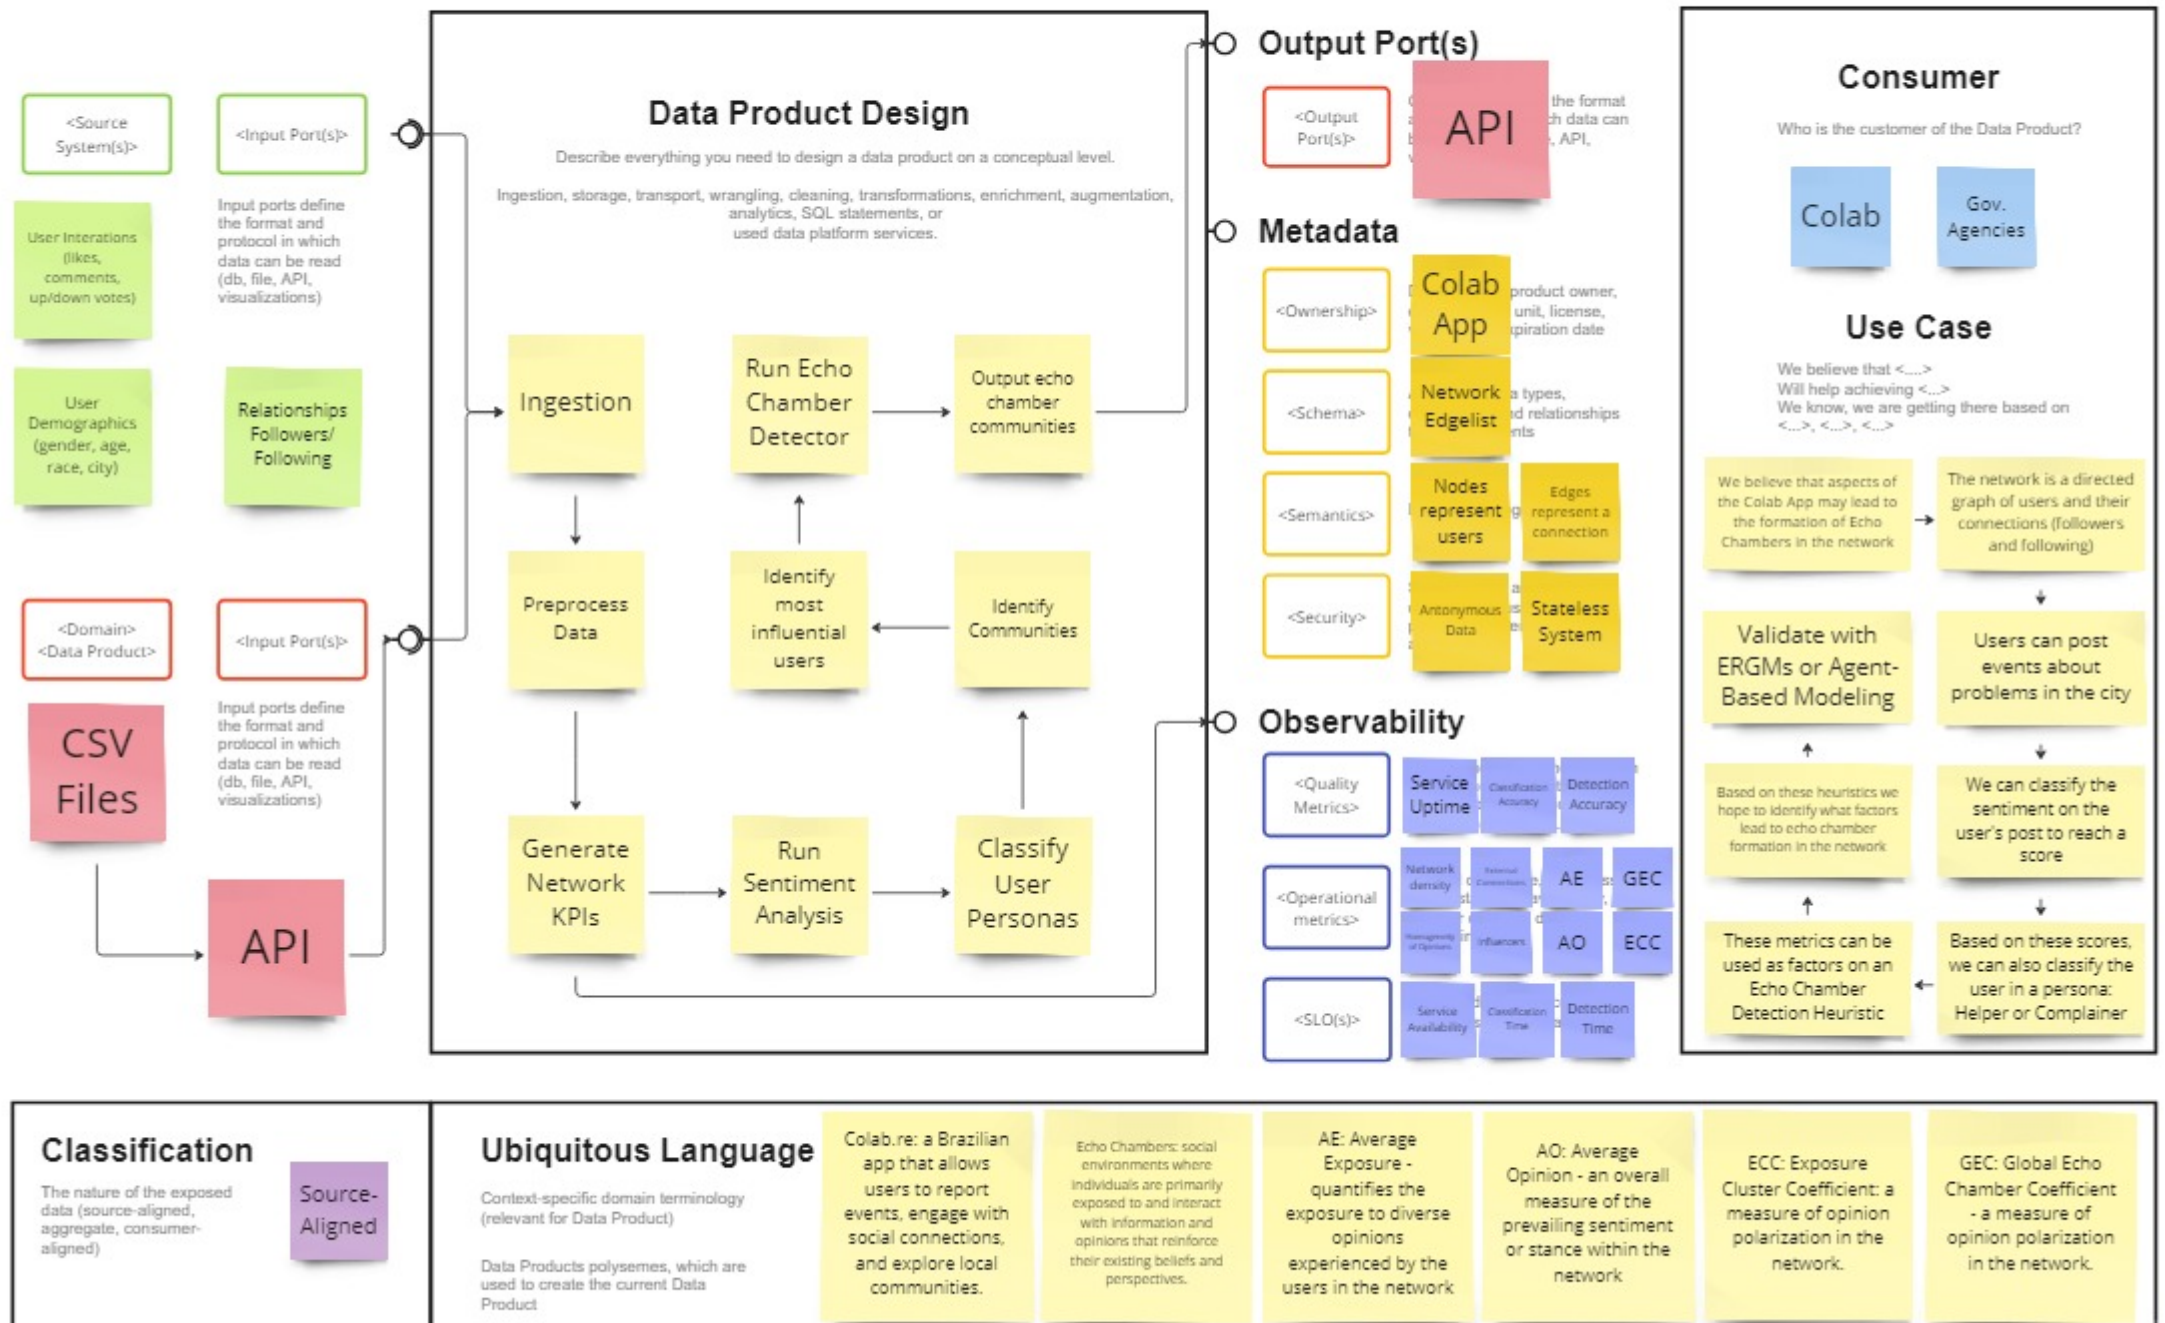 <Source
System(s)>
<Input Port(s)>
User Interations
(likes,
comments,
up/down votes)
Input ports define
the format and
protocol in which
data can be read
(db, file, API,
visualizations)
User
Demographics
(gender, age,
race, city)
Relationships
Followers/
Following
<Domain>
<Data Product>
<Input Port(s)>
CSV
Files
Input ports define
the format and
protocol in which
data can be read
(db, file, API,
visualizations)
API
Data Product Design
Describe everything you need to design a data product on a conceptual level.
Ingestion, storage, transport, wrangling, cleaning, transformations, enrichment, augmentation,
analytics, SQL statements, or
used data platform services.
Ingestion
Preprocess
Data
Generate
Network
KPIs
Run
Sentiment
Analysis
Classify
User
Personas
Identify
Communities
Identify
most
influential
users
Run Echo
Chamber
Detector
Output echo
chamber
communities
Output Port(s)
<Output
Port(s)>
API
the format
data can
API,
Metadata
<Ownership>
Colab
App
product owner,
unit, license,
<Schema>
Network
Edgelist
types,
relationships
<Semantics>
Nodes
represent
users
Edges
represent a
connection
<Security>
Antonymous
Data
Stateless
System
Observability
<Quality
Metrics>
Service
Uptime
Classification
Accuracy
Detection
Accuracy
<Operational
metrics>
Network
density
External
Connections
AE
GEC
Homogeneity
of Opinions
Influencers
AO
ECC
<SLO(s)>
Service
Availability
Classification
Time
Detection
Time
Consumer
Who is the customer of the Data Product?
Colab
Gov.
Agencies
Use Case
We believe that <....>
Will help achieving <...>
We know, we are getting there based on
<...>, <...>, <...>
We believe that aspects of
the Colab App may lead to
the formation of Echo
Chambers in the network
The network is a directed
graph of users and their
connections (followers
and following)
Users can post
events about
problems in the city
We can classify the
sentiment on the
user's post to reach a
score
Based on these scores,
we can also classify the
user in a persona:
Helper or Complainer
These metrics can be
used as factors on an
Echo Chamber
Detection Heuristic
Based on these heuristics we
hope to identify what factors
lead to echo chamber
formation in the network
Validate with
ERGMs or Agent-
Based Modeling
Classification
The nature of the exposed
data (source-aligned,
aggregate, consumer-
aligned)
Source-
Aligned
Ubiquitous Language
Context-specific domain terminology
(relevant for Data Product)
Data Products polysemes, which are
used to create the current Data
Product
Colab.re: a Brazilian
app that allows
users to report
events, engage with
social connections,
and explore local
communities.
Echo Chambers: social
environments where
individuals are primarily
exposed to and interact
with information and
opinions that reinforce
their existing beliefs and
perspectives.
AE: Average
Exposure -
quantifies the
exposure to diverse
opinions
experienced by the
users in the network
AO: Average
Opinion - an overall
measure of the
prevailing sentiment
or stance within the
network
ECC: Exposure
Cluster Coefficient: a
measure of opinion
polarization in the
network.
GEC: Global Echo
Chamber Coefficient
- a measure of
opinion polarization
in the network.